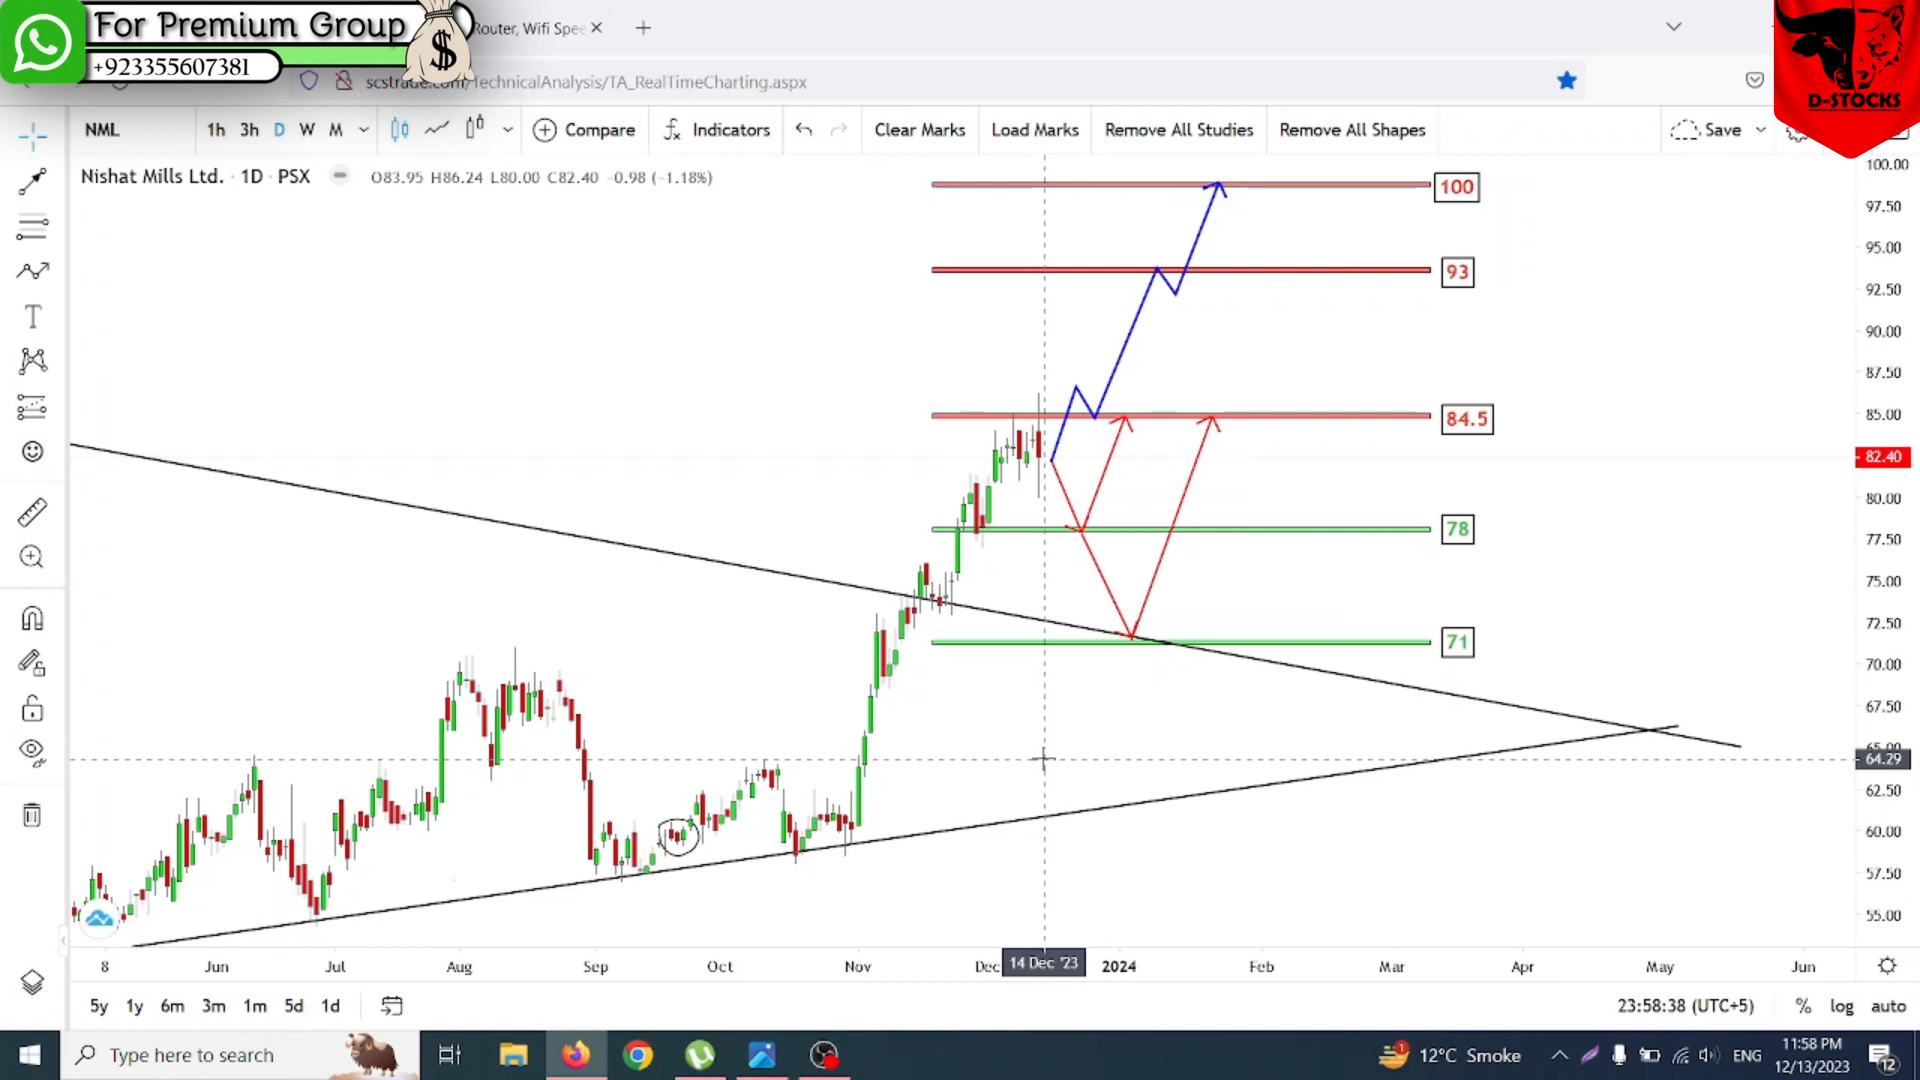 For Premium Group
+923355607381
Router, Wifi Spee
scstrade.com/TechnicalAnalysis/TA_RealTimeCharting.aspx
D-STOCKS
NML
1h 3h D W M
Compare
Indicators
Clear Marks
Load Marks
Remove All Studies
Remove All Shapes
Save
Nishat Mills Ltd. · 1D · PSX
O83.95 H86.24 L80.00 C82.40 −0.98 (−1.18%)
100
93
84.5
78
71
100.00
97.50
95.00
92.50
90.00
87.50
85.00
82.40
80.00
77.50
75.00
72.50
70.00
67.50
65.00
64.29
62.50
60.00
57.50
55.00
8 Jun Jul Aug Sep Oct Nov Dec 14 Dec '23 2024 Feb Mar Apr May Jun
5y 1y 6m 3m 1m 5d 1d
23:58:38 (UTC+5) % log auto
Type here to search
12°C Smoke
ENG
11:58 PM
12/13/2023
12